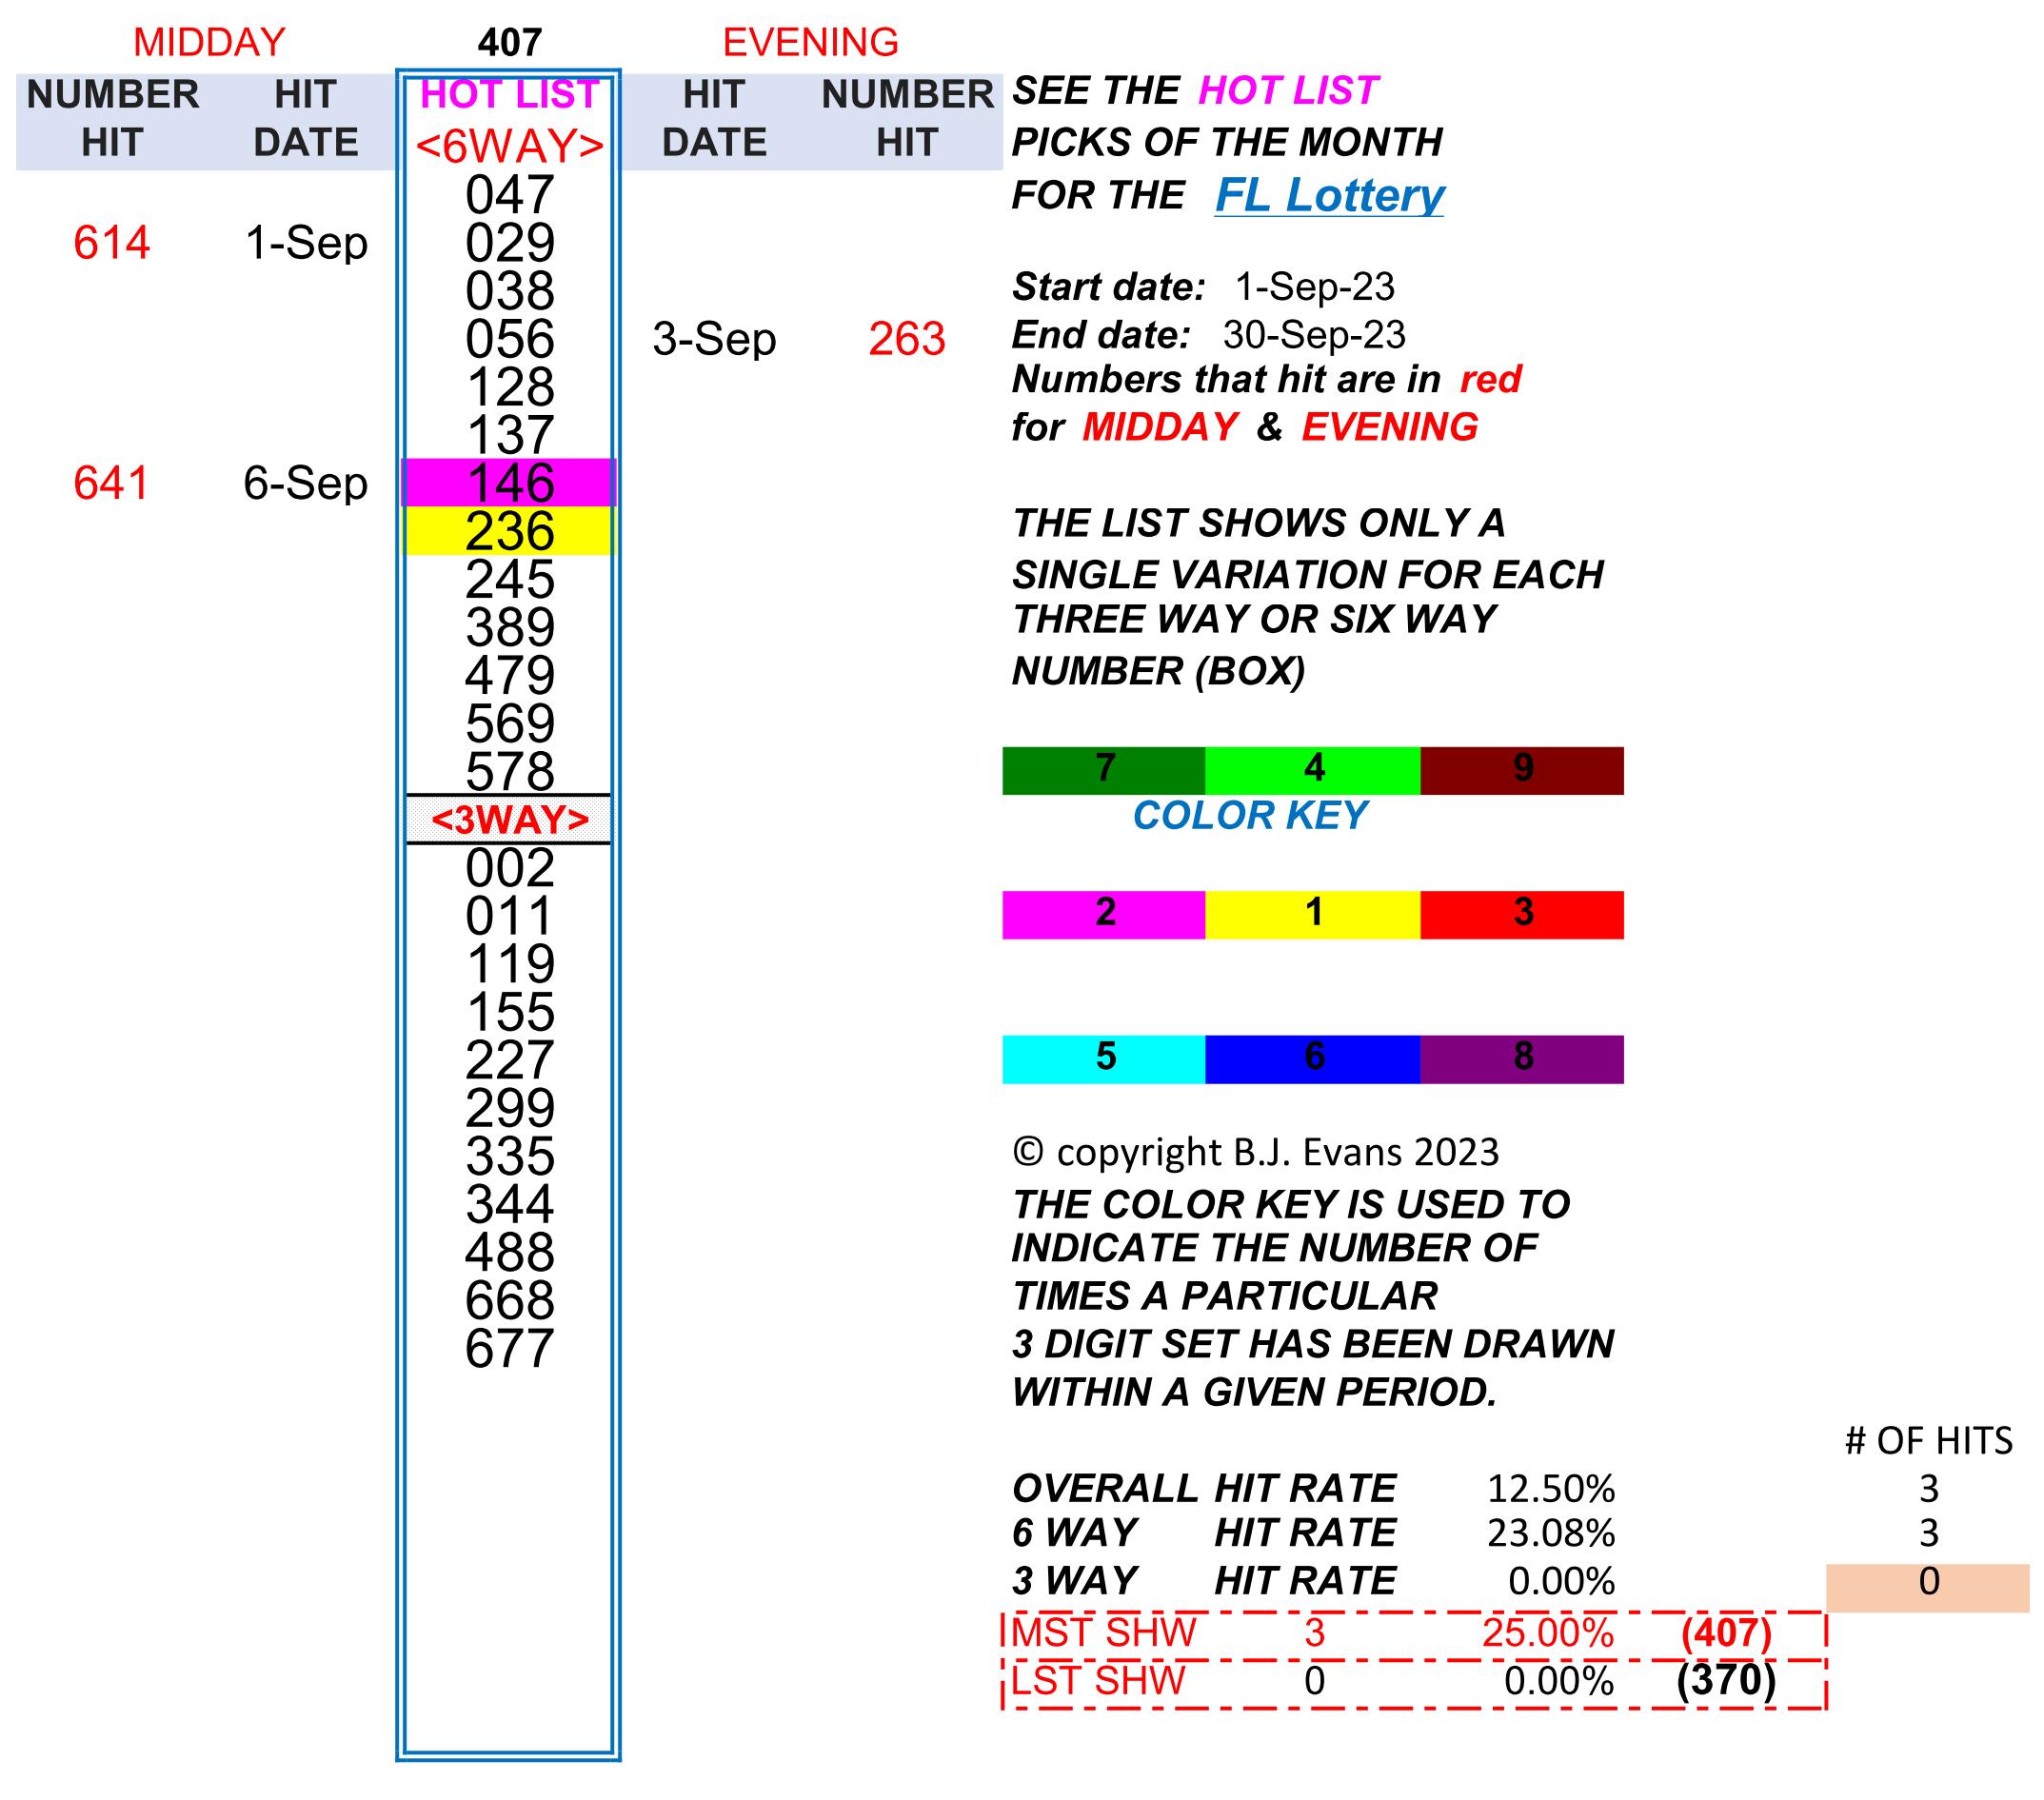 MIDDAY 407 EVENING
NUMBER HIT HOT LIST HIT NUMBER
HIT DATE <6WAY> DATE HIT
047
614 1-Sep 029
038
056 3-Sep 263
128
137
641 6-Sep 146
236
245
389
479
569
578
<3WAY>
002
011
119
155
227
299
335
344
488
668
677
SEE THE HOT LIST
PICKS OF THE MONTH
FOR THE FL Lottery
Start date: 1-Sep-23
End date: 30-Sep-23
Numbers that hit are in red
for MIDDAY & EVENING
THE LIST SHOWS ONLY A
SINGLE VARIATION FOR EACH
THREE WAY OR SIX WAY
NUMBER (BOX)
7 4 9
COLOR KEY
2 1 3
5 6 8
© copyright B.J. Evans 2023
THE COLOR KEY IS USED TO
INDICATE THE NUMBER OF
TIMES A PARTICULAR
3 DIGIT SET HAS BEEN DRAWN
WITHIN A GIVEN PERIOD.
# OF HITS
OVERALL HIT RATE 12.50% 3
6 WAY HIT RATE 23.08% 3
3 WAY HIT RATE 0.00% 0
MST SHW 3 25.00% (407)
LST SHW 0 0.00% (370)